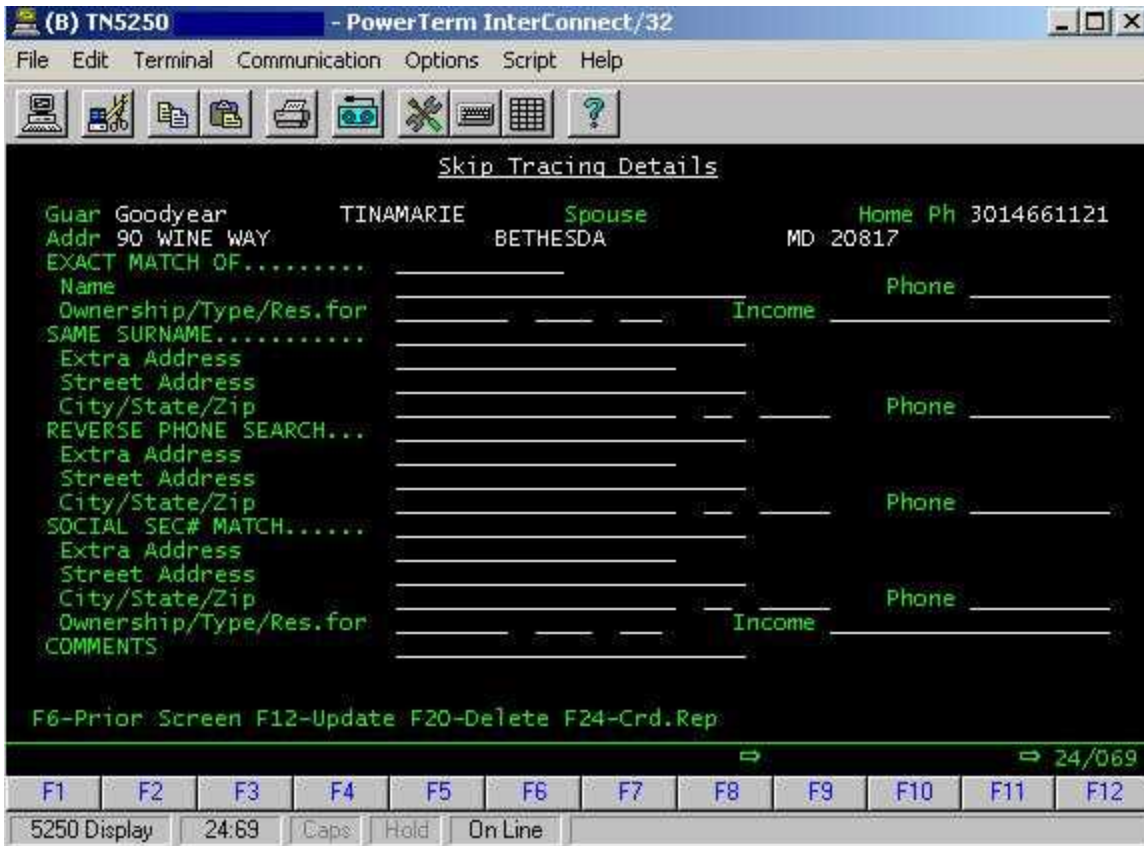 (B) TN5250 - PowerTerm InterConnect/32
File Edit Terminal Communication Options Script Help
Skip Tracing Details
Guar Goodyear TINAMARIE Spouse Home Ph 3014661121
Addr 90 WINE WAY BETHESDA MD 20817
EXACT MATCH OF.........
Name Phone
Ownership/Type/Res.for Income
SAME SURNAME...........
Extra Address
Street Address
City/State/Zip Phone
REVERSE PHONE SEARCH...
Extra Address
Street Address
City/State/Zip Phone
SOCIAL SEC# MATCH......
Extra Address
Street Address
City/State/Zip Phone
Ownership/Type/Res.for Income
COMMENTS
F6-Prior Screen F12-Update F20-Delete F24-Crd.Rep
24/069
F1 F2 F3 F4 F5 F6 F7 F8 F9 F10 F11 F12
5250 Display 24:69 Caps Hold On Line